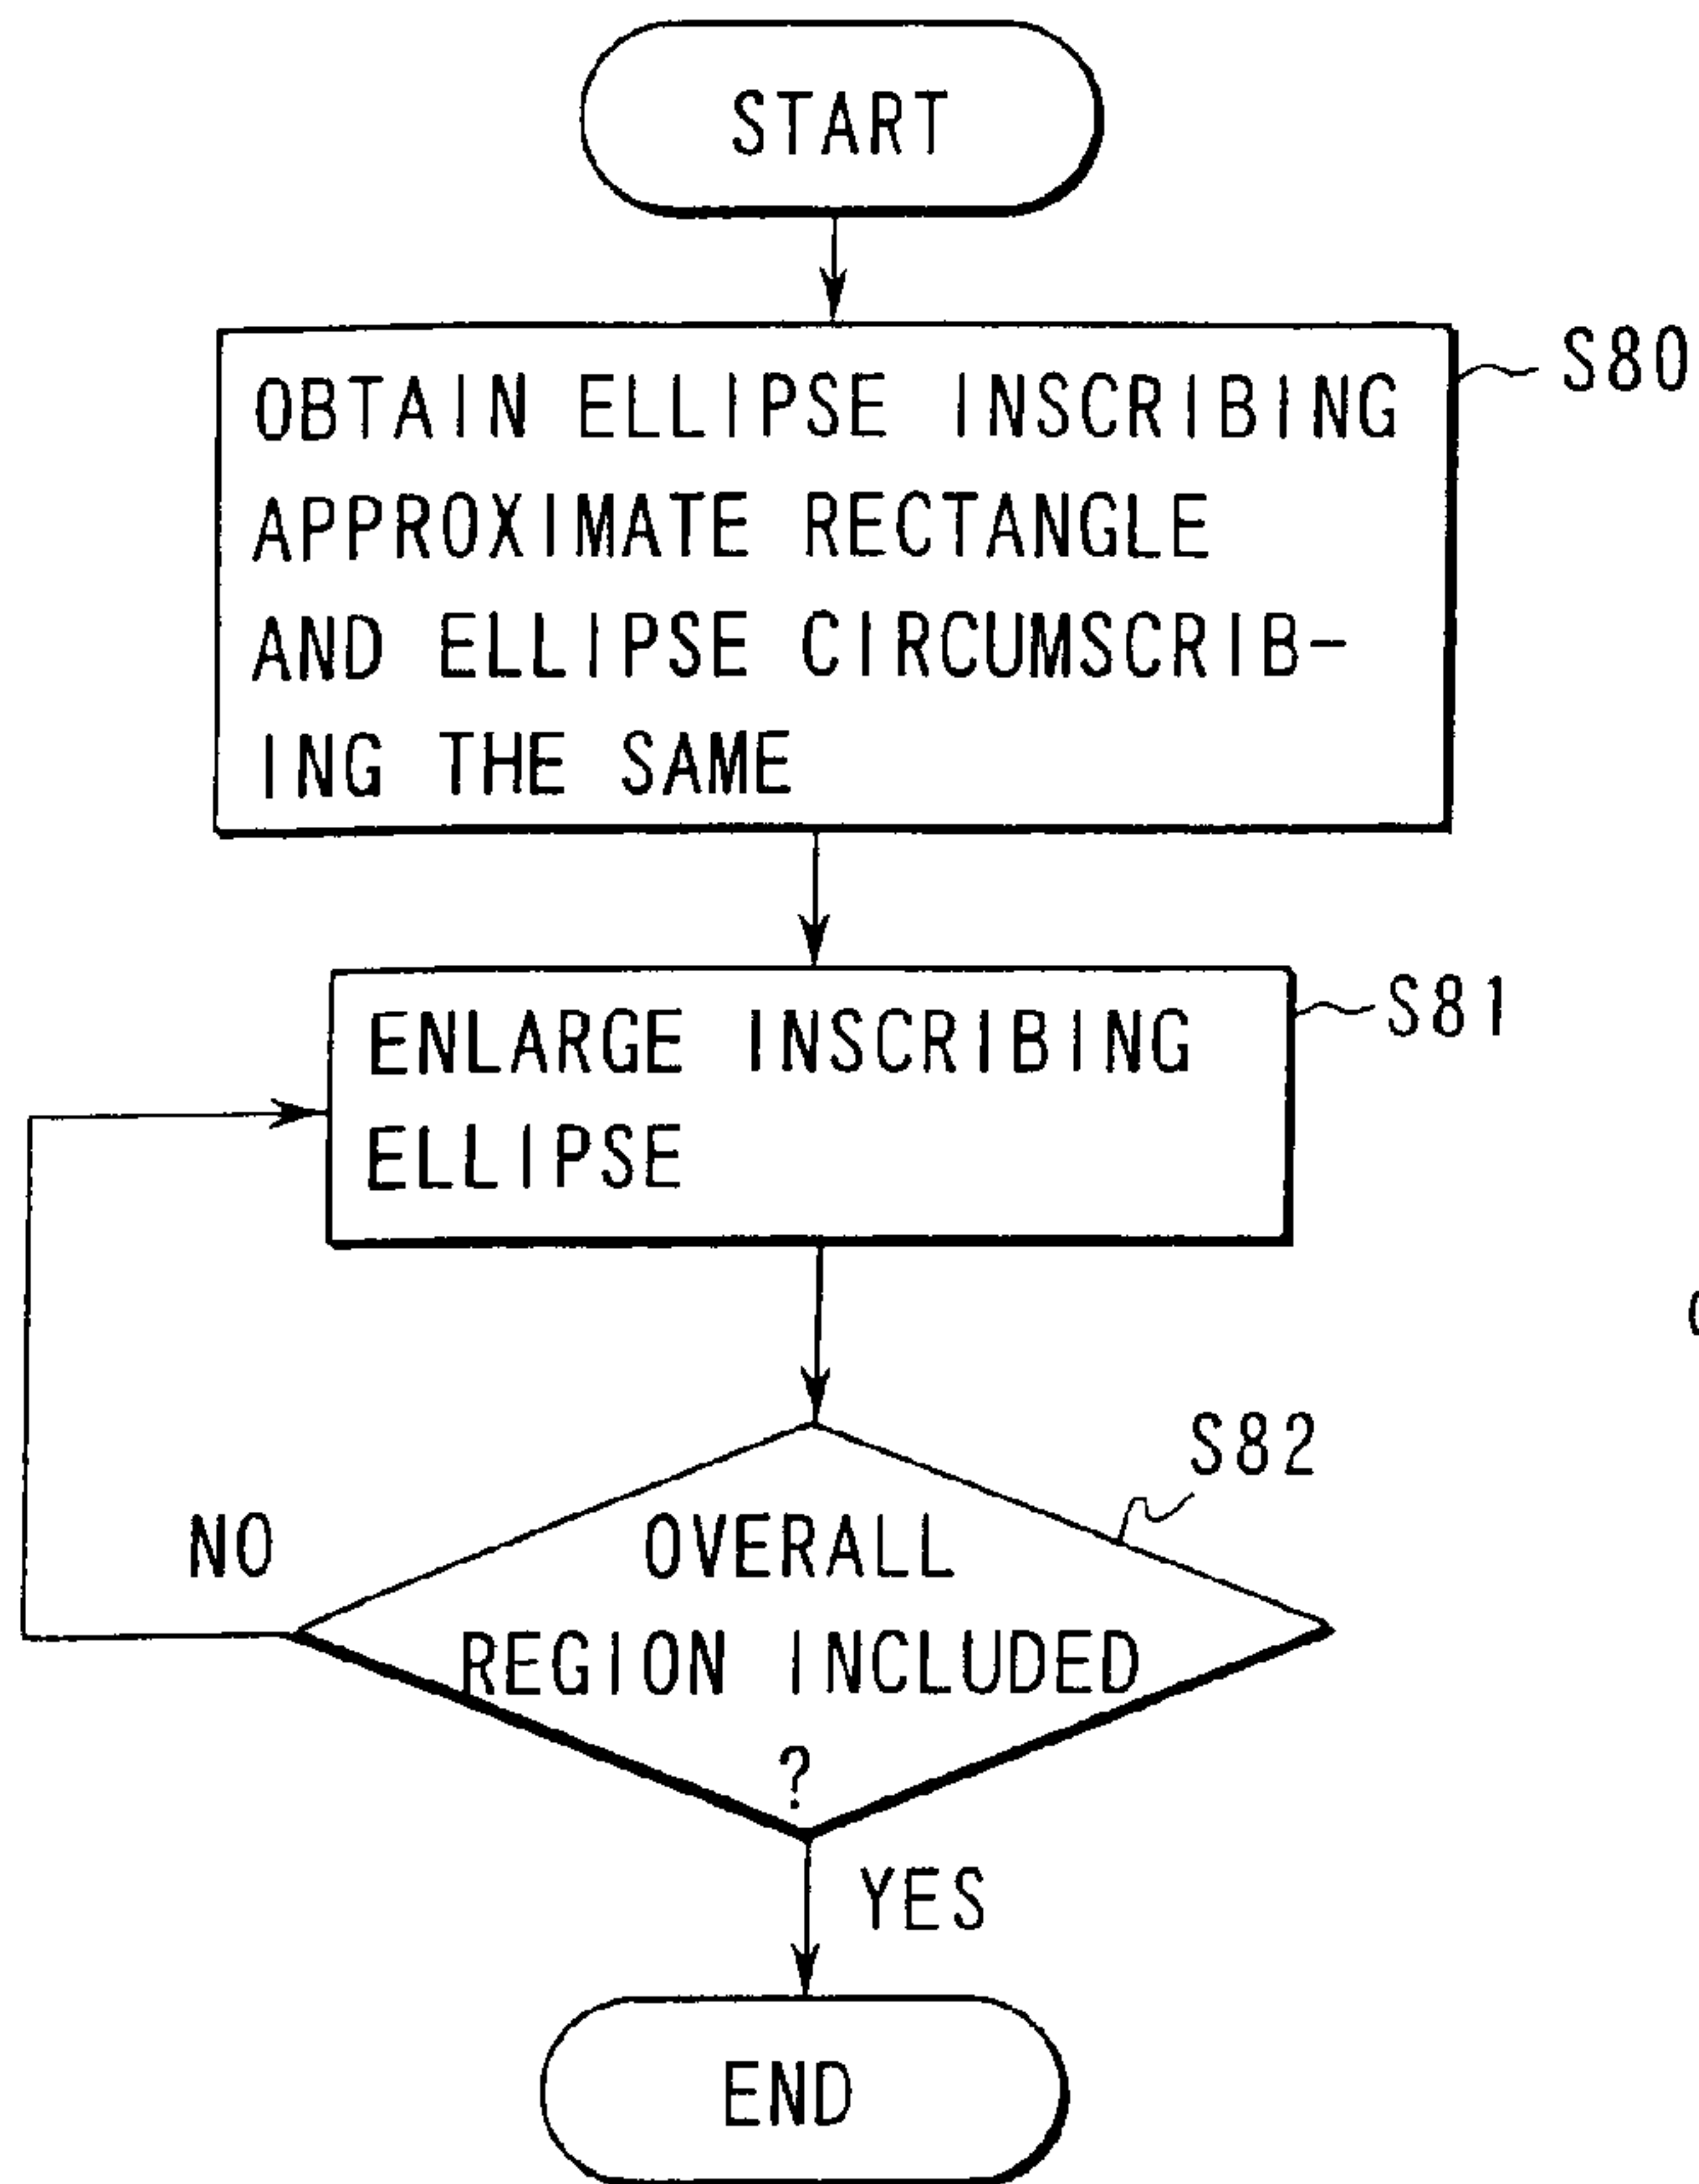 START
OBTAIN ELLIPSE INSCRIBING
APPROXIMATE RECTANGLE
AND ELLIPSE CIRCUMSCRIB-
ING THE SAME
S80
ENLARGE INSCRIBING
ELLIPSE
S81
S82
NO
OVERALL
REGION INCLUDED
?
YES
END